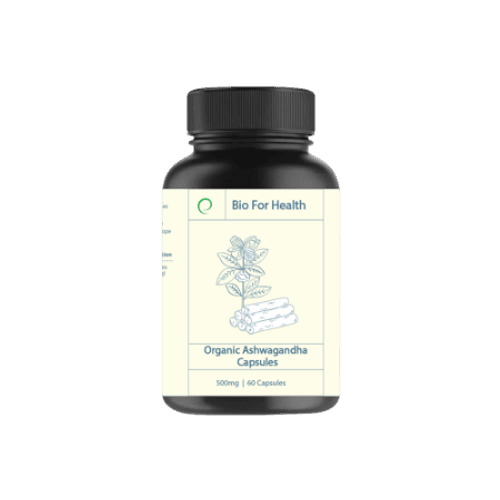 Bio For Health
Organic Ashwagandha
Capsules
500mg | 60 Capsules